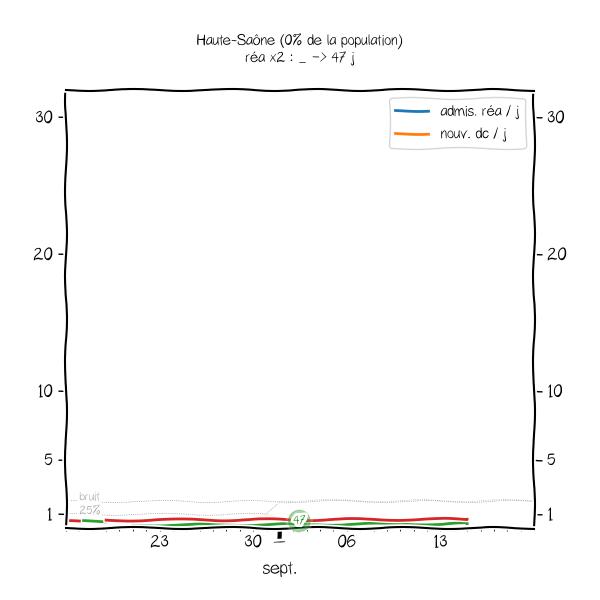 Haute-Saône (0% de la population)
réa x2 : _ -> 47 j
admis. réa / j
nouv. dc / j
30
30
20
20
10
10
5
5
bruit
25%
1
47
1
23
30
06
13
sept.